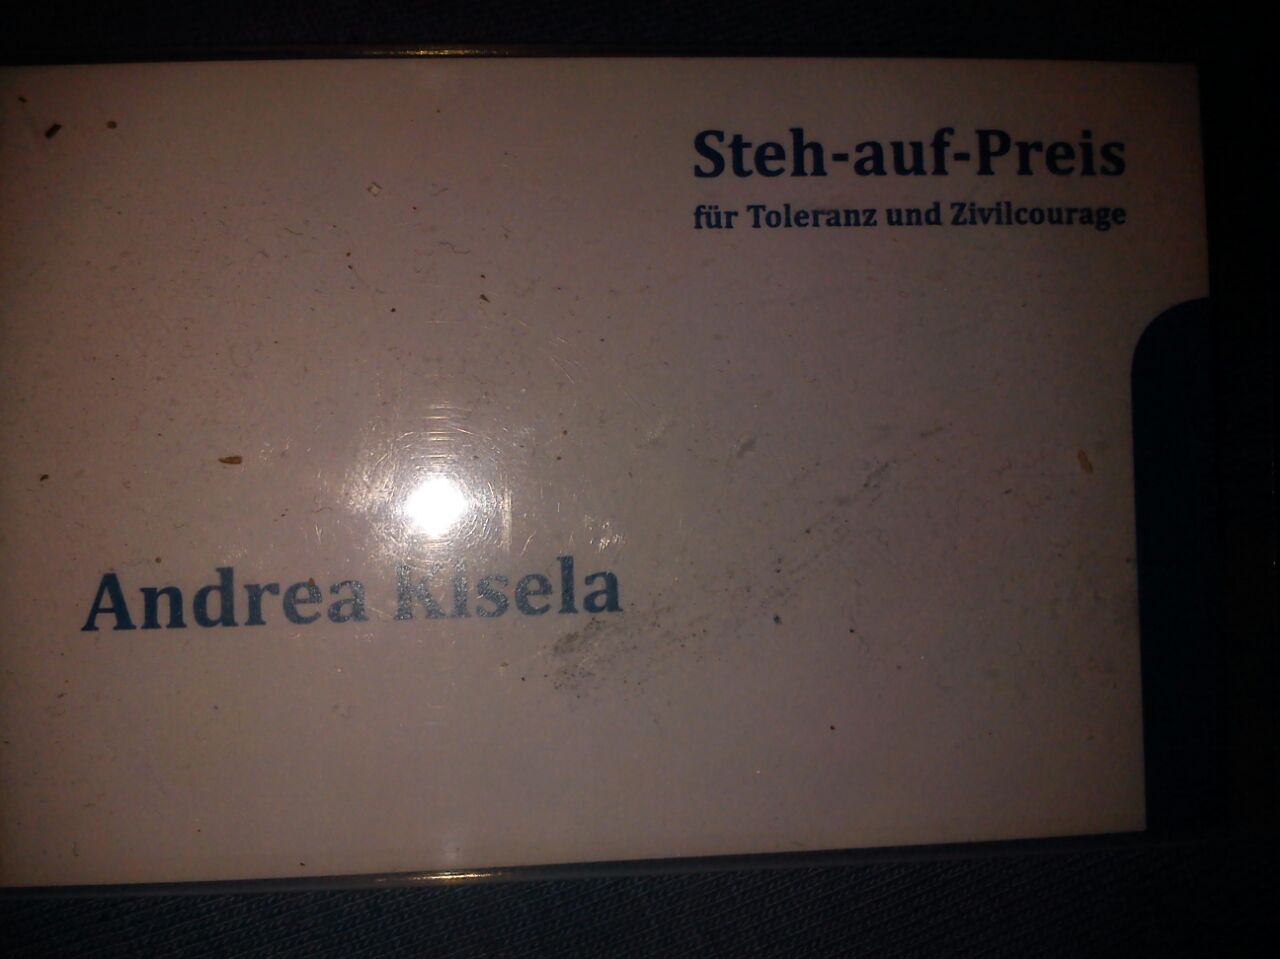 Steh-auf-Preis
für Toleranz und Zivilcourage
Andrea Kisela